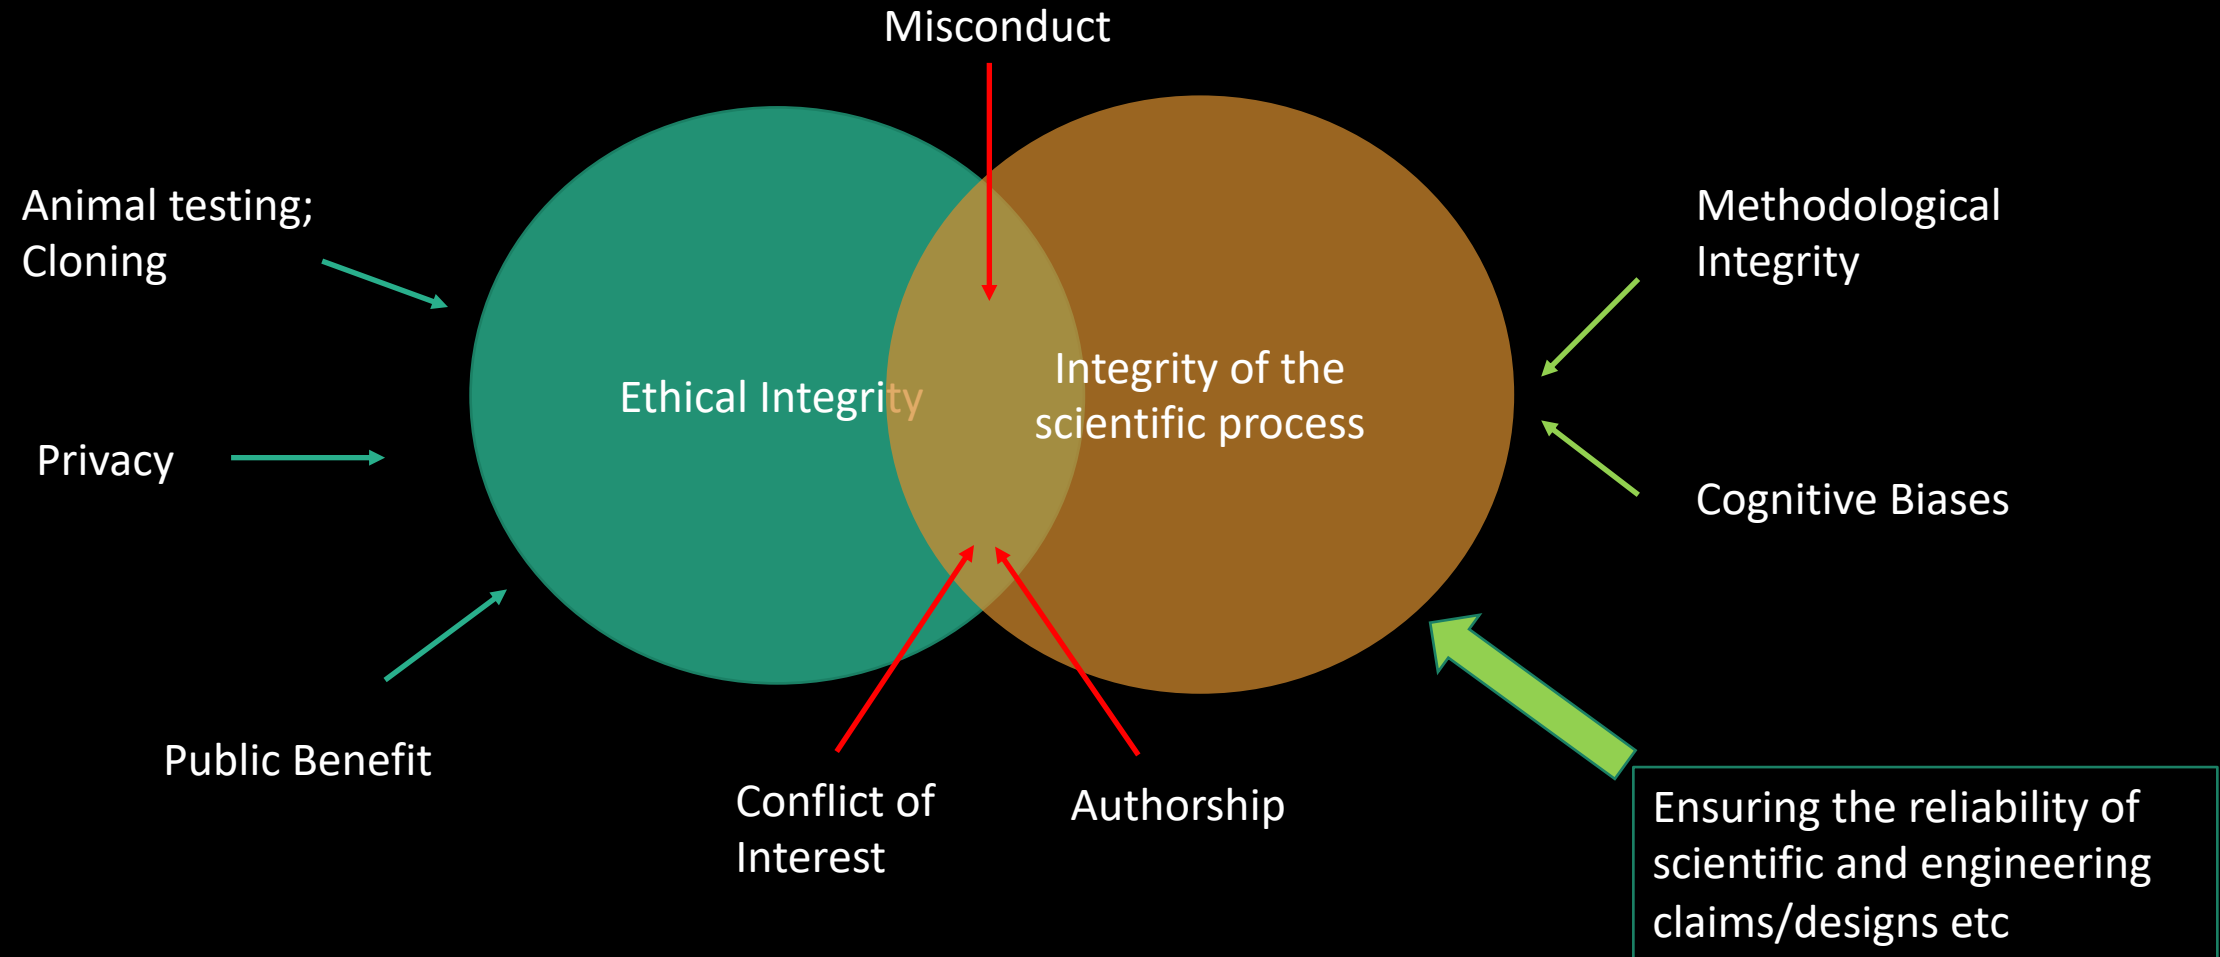 Misconduct
Animal testing;
Cloning
Methodological
Integrity
Ethical Integrity
Integrity of the
scientific process
Privacy
Cognitive Biases
Public Benefit
Conflict of
Interest
Authorship
Ensuring the reliability of
scientific and engineering
claims/designs etc